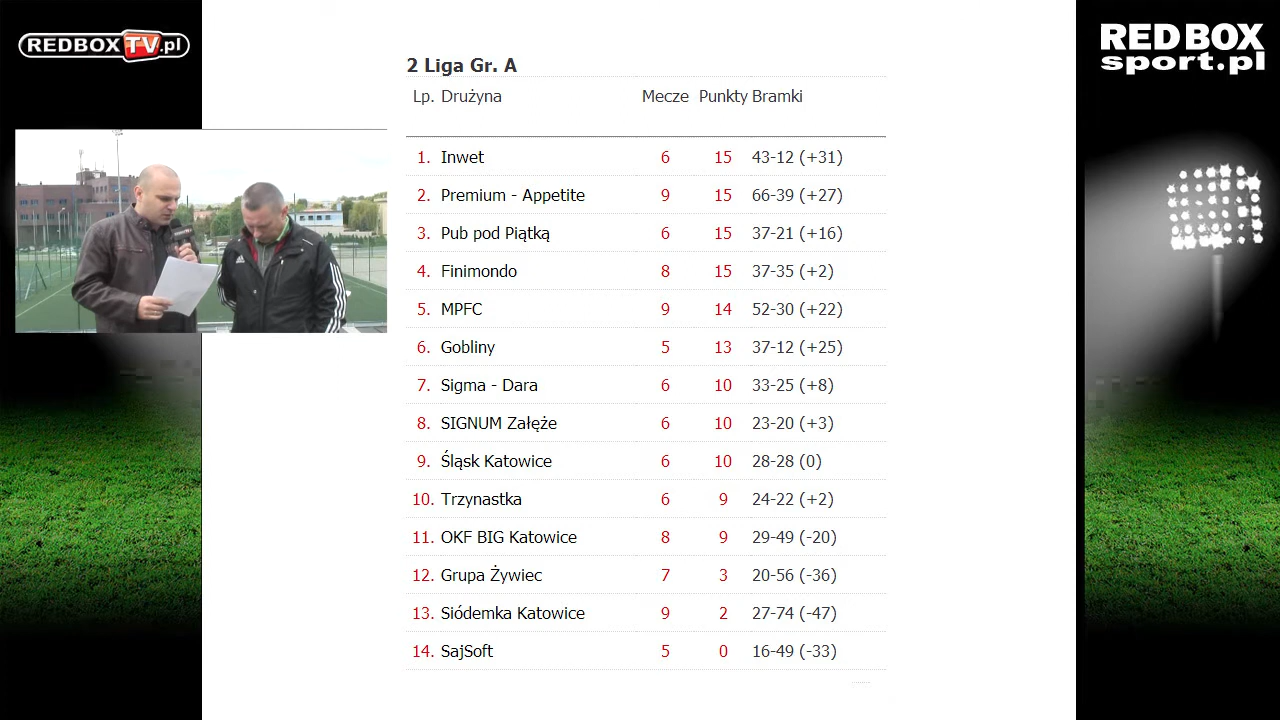 REDBOXTV.pl
RED BOX
sport.pl
2 Liga Gr. A
Lp. Drużyna Mecze Punkty Bramki
1. Inwet 6 15 43-12 (+31)
2. Premium - Appetite 9 15 66-39 (+27)
3. Pub pod Piątką 6 15 37-21 (+16)
4. Finimondo 8 15 37-35 (+2)
5. MPFC 9 14 52-30 (+22)
6. Gobliny 5 13 37-12 (+25)
7. Sigma - Dara 6 10 33-25 (+8)
8. SIGNUM Załęże 6 10 23-20 (+3)
9. Śląsk Katowice 6 10 28-28 (0)
10. Trzynastka 6 9 24-22 (+2)
11. OKF BIG Katowice 8 9 29-49 (-20)
12. Grupa Żywiec 7 3 20-56 (-36)
13. Siódemka Katowice 9 2 27-74 (-47)
14. SajSoft 5 0 16-49 (-33)